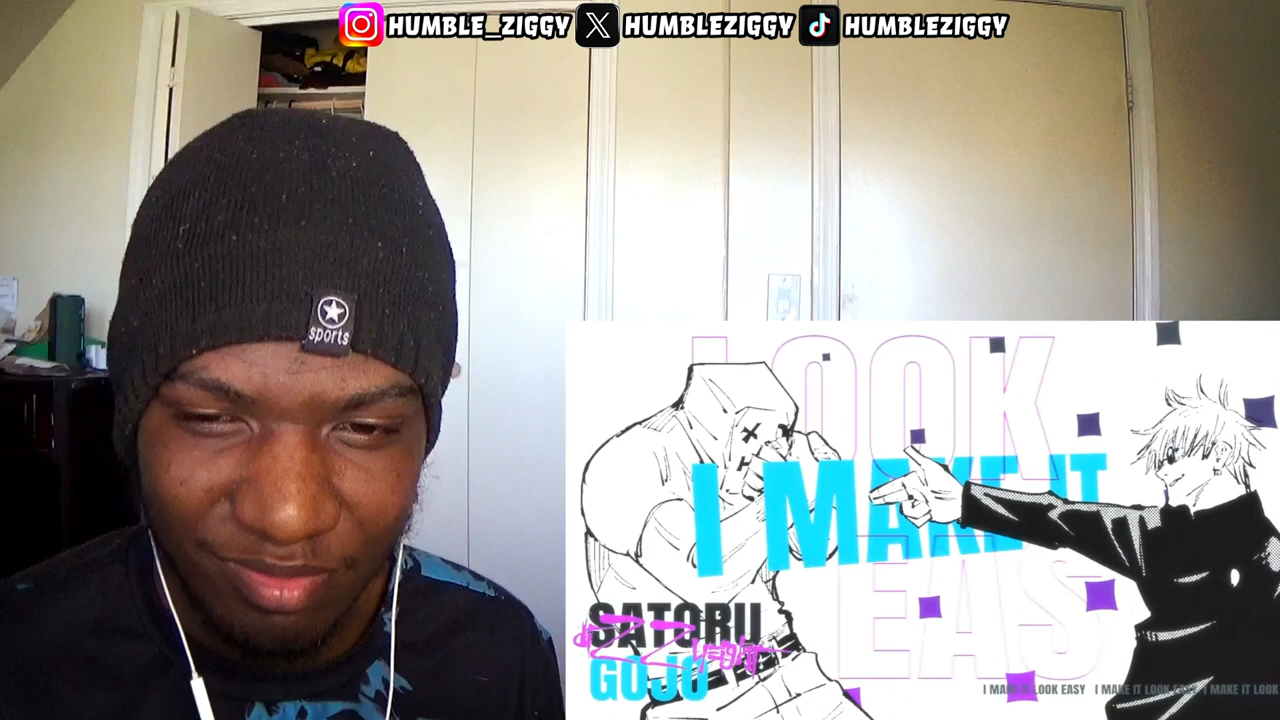 HUMBLE_ZIGGY HUMBLEZIGGY HUMBLEZIGGY
sports
LOOK
I MAKE IT
EAS
SATORU
GOJO
I MAKE IT LOOK EASY I MAKE IT LOOK EASY I MAKE IT LOOK